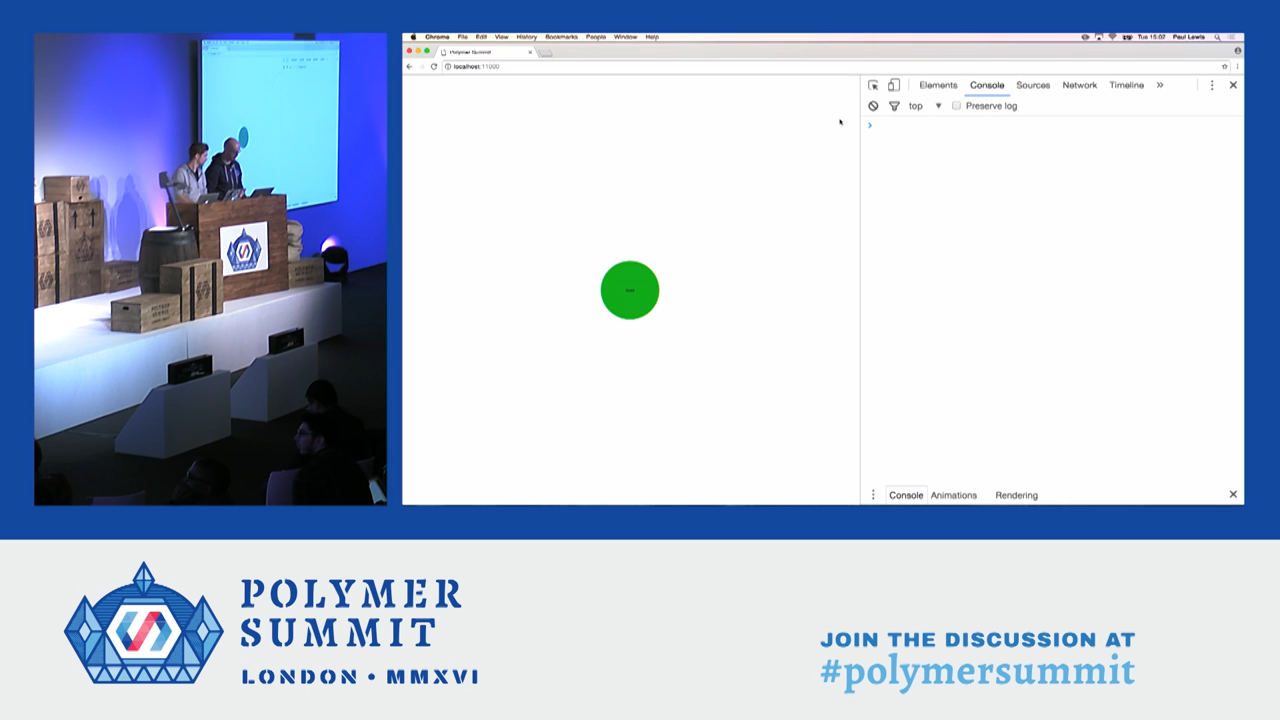 Chrome File Edit View History Bookmarks People Window Help Tue 15:02 Paul Lewis
Polymer Summit
localhost:11000
Elements Console Sources Network Timeline »
top Preserve log
Console Animations Rendering
POLYMER
SUMMIT
LONDON • MMXVI
JOIN THE DISCUSSION AT
#polymersummit